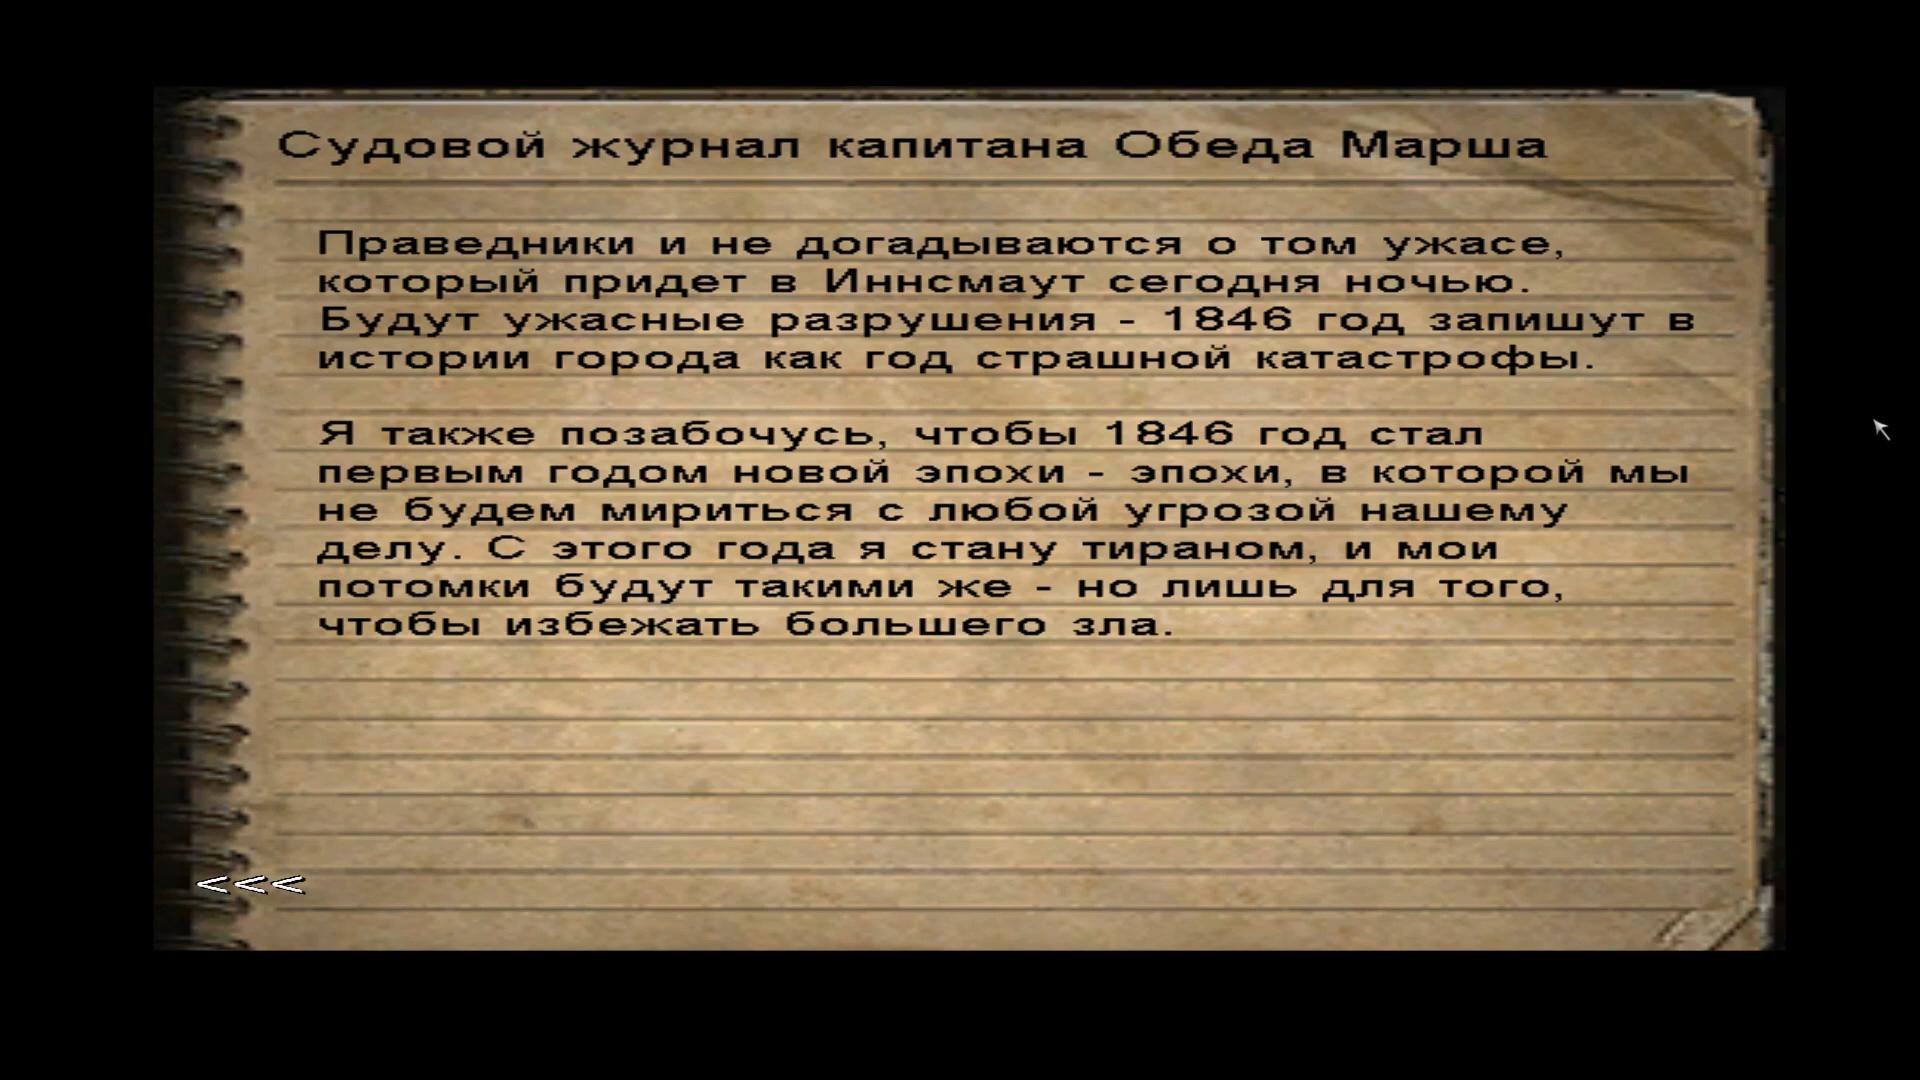 Судовой журнал капитана Обеда Марша
Праведники и не догадываются о том ужасе,
который придет в Иннсмаут сегодня ночью.
Будут ужасные разрушения - 1846 год запишут в
истории города как год страшной катастрофы.
Я также позабочусь, чтобы 1846 год стал
первым годом новой эпохи - эпохи, в которой мы
не будем мириться с любой угрозой нашему
делу. С этого года я стану тираном, и мои
потомки будут такими же - но лишь для того,
чтобы избежать большего зла.
<<<